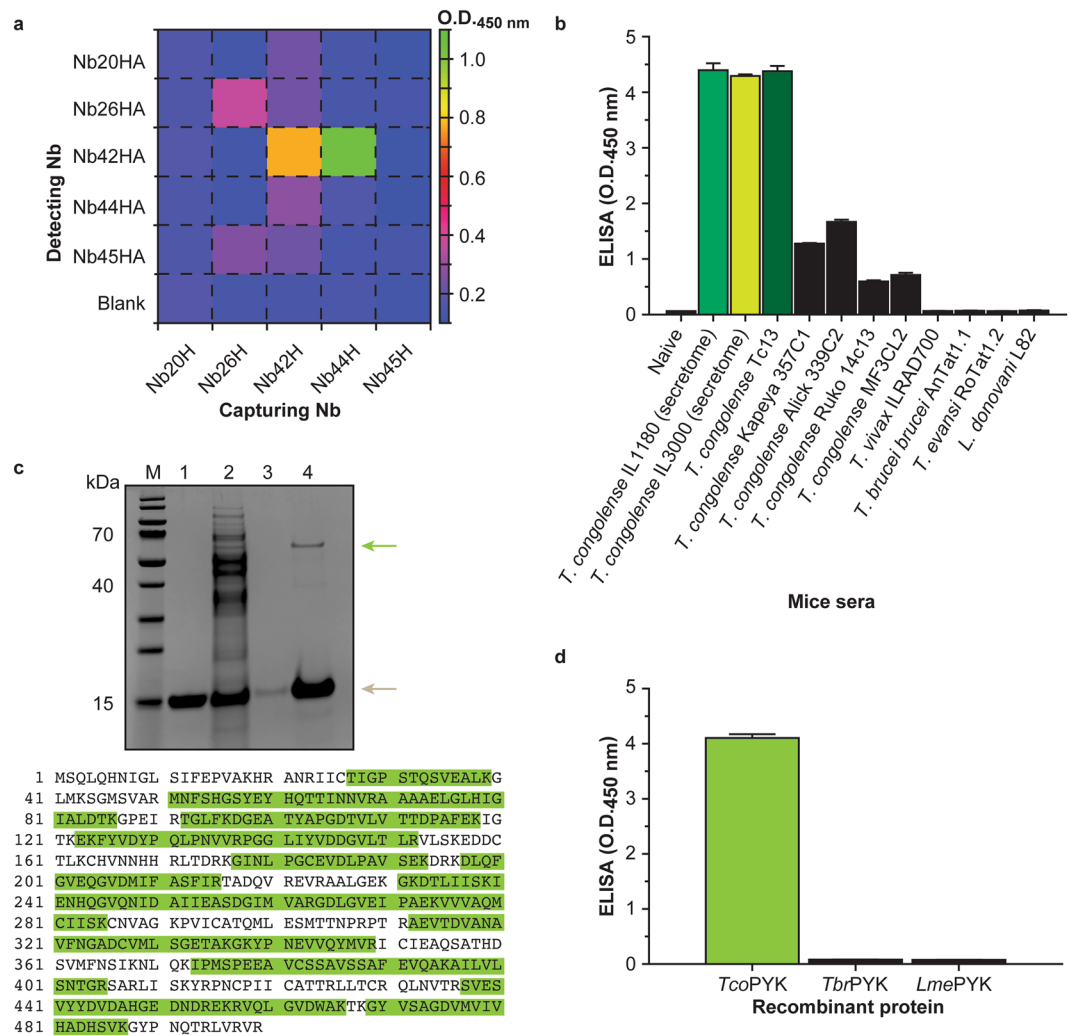 a
O.D.450 nm
1.0
0.8
0.6
0.4
0.2
Detecting Nb
Nb20HA
Nb26HA
Nb42HA
Nb44HA
Nb45HA
Blank
Nb20H
Nb26H
Nb42H
Nb44H
Nb45H
Capturing Nb
b
ELISA (O.D.450 nm)
5
4
3
2
1
0
Naive
T. congolense IL1180 (secretome)
T. congolense IL3000 (secretome)
T. congolense Tc13
T. congolense Kapeya 357C1
T. congolense Alick 339C2
T. congolense Ruko 14c13
T. congolense MF3CL2
T. vivax ILRAD700
T. brucei brucei AnTat1.1
T. evansi RoTat1.2
L. donovani L82
Mice sera
c
kDa
M 1 2 3 4
70
40
15
1 MSQLQHNIGL SIFEPVAKHR ANRIICTIGP STQSVEALKG
41 LMKSGMSVAR MNFSHGSYEY HQTTINNVRA AAAELGLHIG
81 IALDTKGPEIR TGLFKDGEA TYAPGDTVLV TTDPAFEKIG
121 TKEKFYVDYP QLPNVVRPGG LIYVDDGVLT LRVLSKEDDC
161 TLKCHVNNHH RLTDRKGINL PGCEVDLPAV SEKDRKDLQF
201 GVEQGVDMIF ASFIRTADQV REVRAALGEK GKDTLIISKI
241 ENHQGVQNID AIIEASDGIM VARGDLGVEI PAEKVVVAQM
281 CIISKCNVAG KPVICATQML ESMTTNPRPT RAEVTDVANA
321 VFNGADCVML SGETAKGKYP NEVVQYMVRI CIEAQSATHD
361 SVMFNSIKNL QKIPMSPEEA VCSSAVSSAF EVQAKAILVL
401 SNTGRSARLI SKYRPNCPII CATTRLLTCR QLNVTRSVES
441 VYYDVDAHGE DNDREKRVQL GVDWAKTKGY VSAGDVMVIV
481 HADHSVKGYP NQTRLVRVR
d
ELISA (O.D.450 nm)
5
4
3
2
1
0
TcoPYK
TbrPYK
LmePYK
Recombinant protein